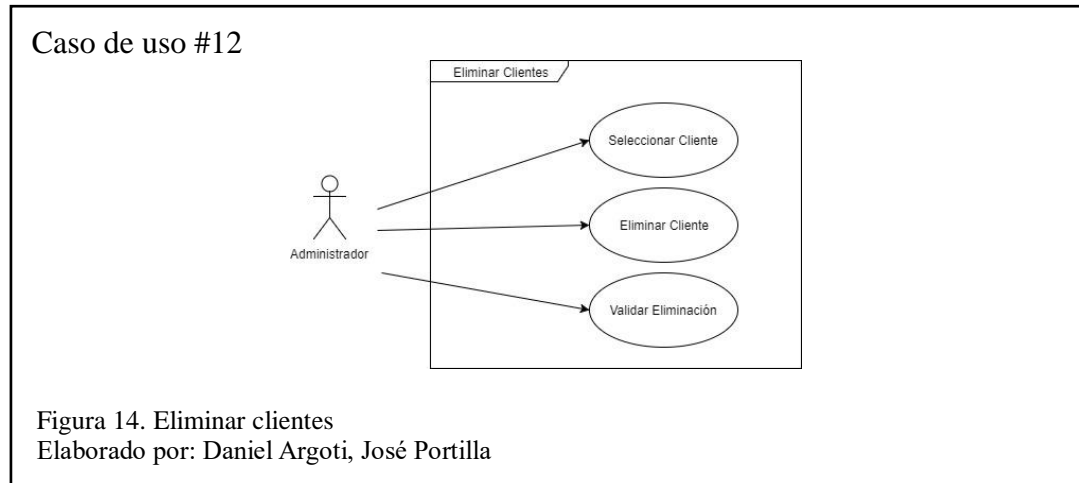 Caso de uso #12
Eliminar Clientes
Seleccionar Cliente
Eliminar Cliente
Administrador
Validar Eliminación
Figura 14. Eliminar clientes
Elaborado por: Daniel Argoti, José Portilla